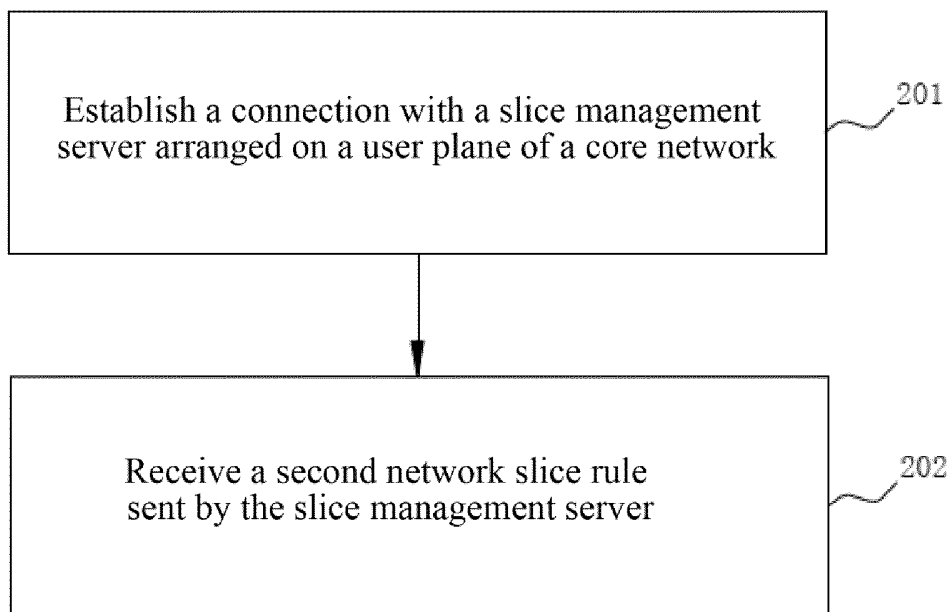 Establish a connection with a slice management
server arranged on a user plane of a core network
201
Receive a second network slice rule
sent by the slice management server
202